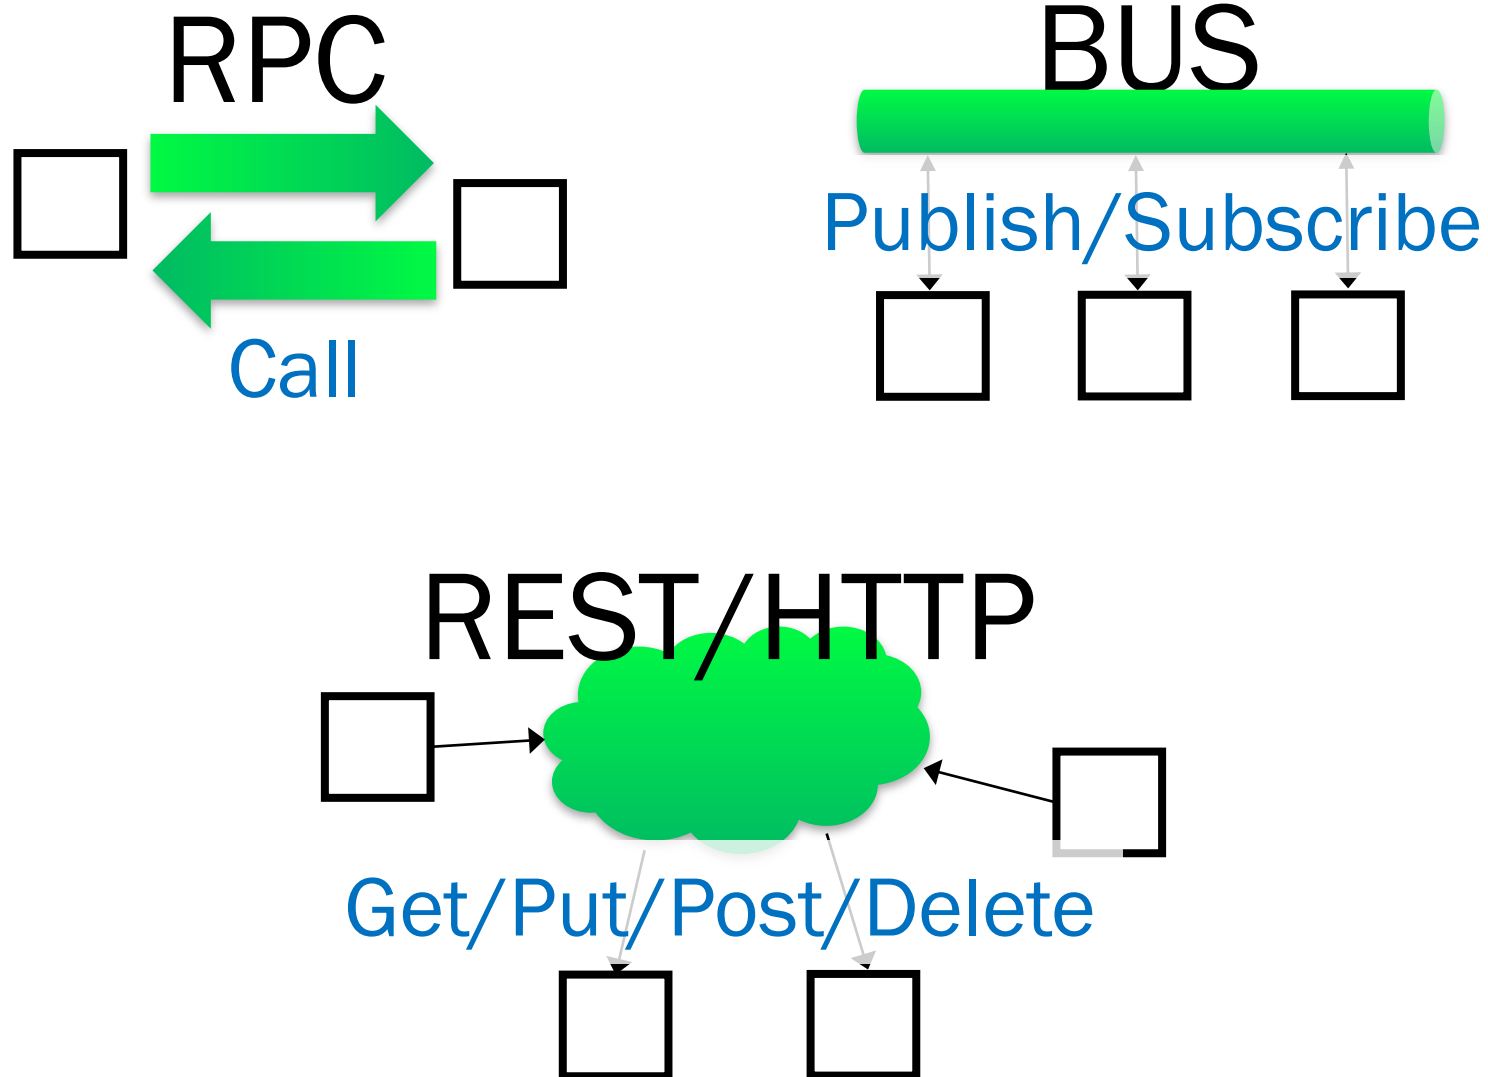 RPC
Call
BUS
Publish/Subscribe
REST/HTTP
Get/Put/Post/Delete